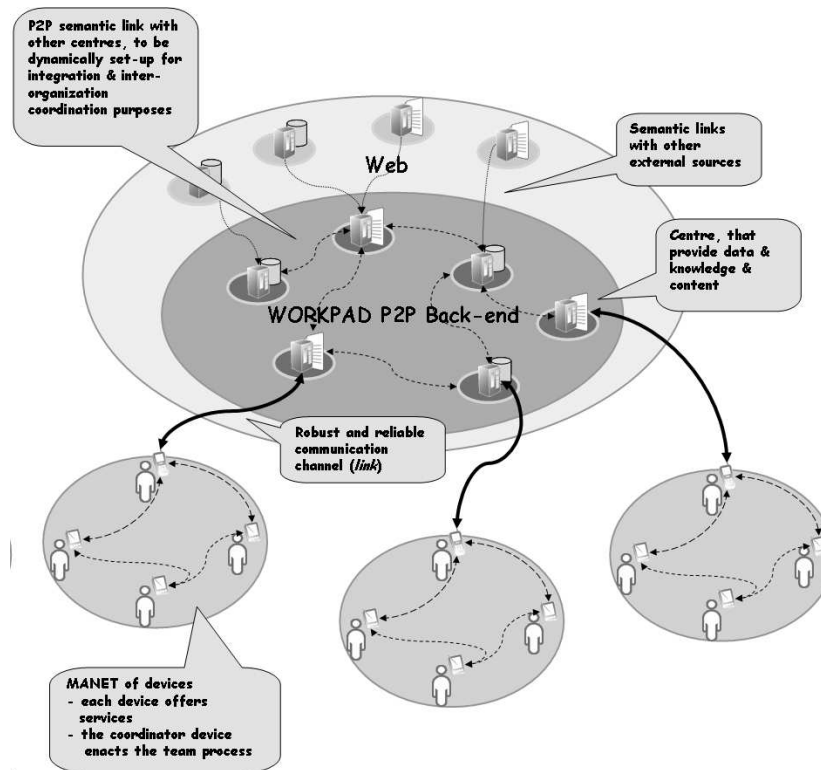 P2P semantic link with
other centres, to be
dynamically set-up for
integration & inter-
organization
coordination purposes
Web
Semantic links
with other
external sources
Centre, that
provide data &
knowledge &
content
WORKPAD P2P Back-end
Robust and reliable
communication
channel (link)
MANET of devices
- each device offers
services
- the coordinator device
enacts the team process